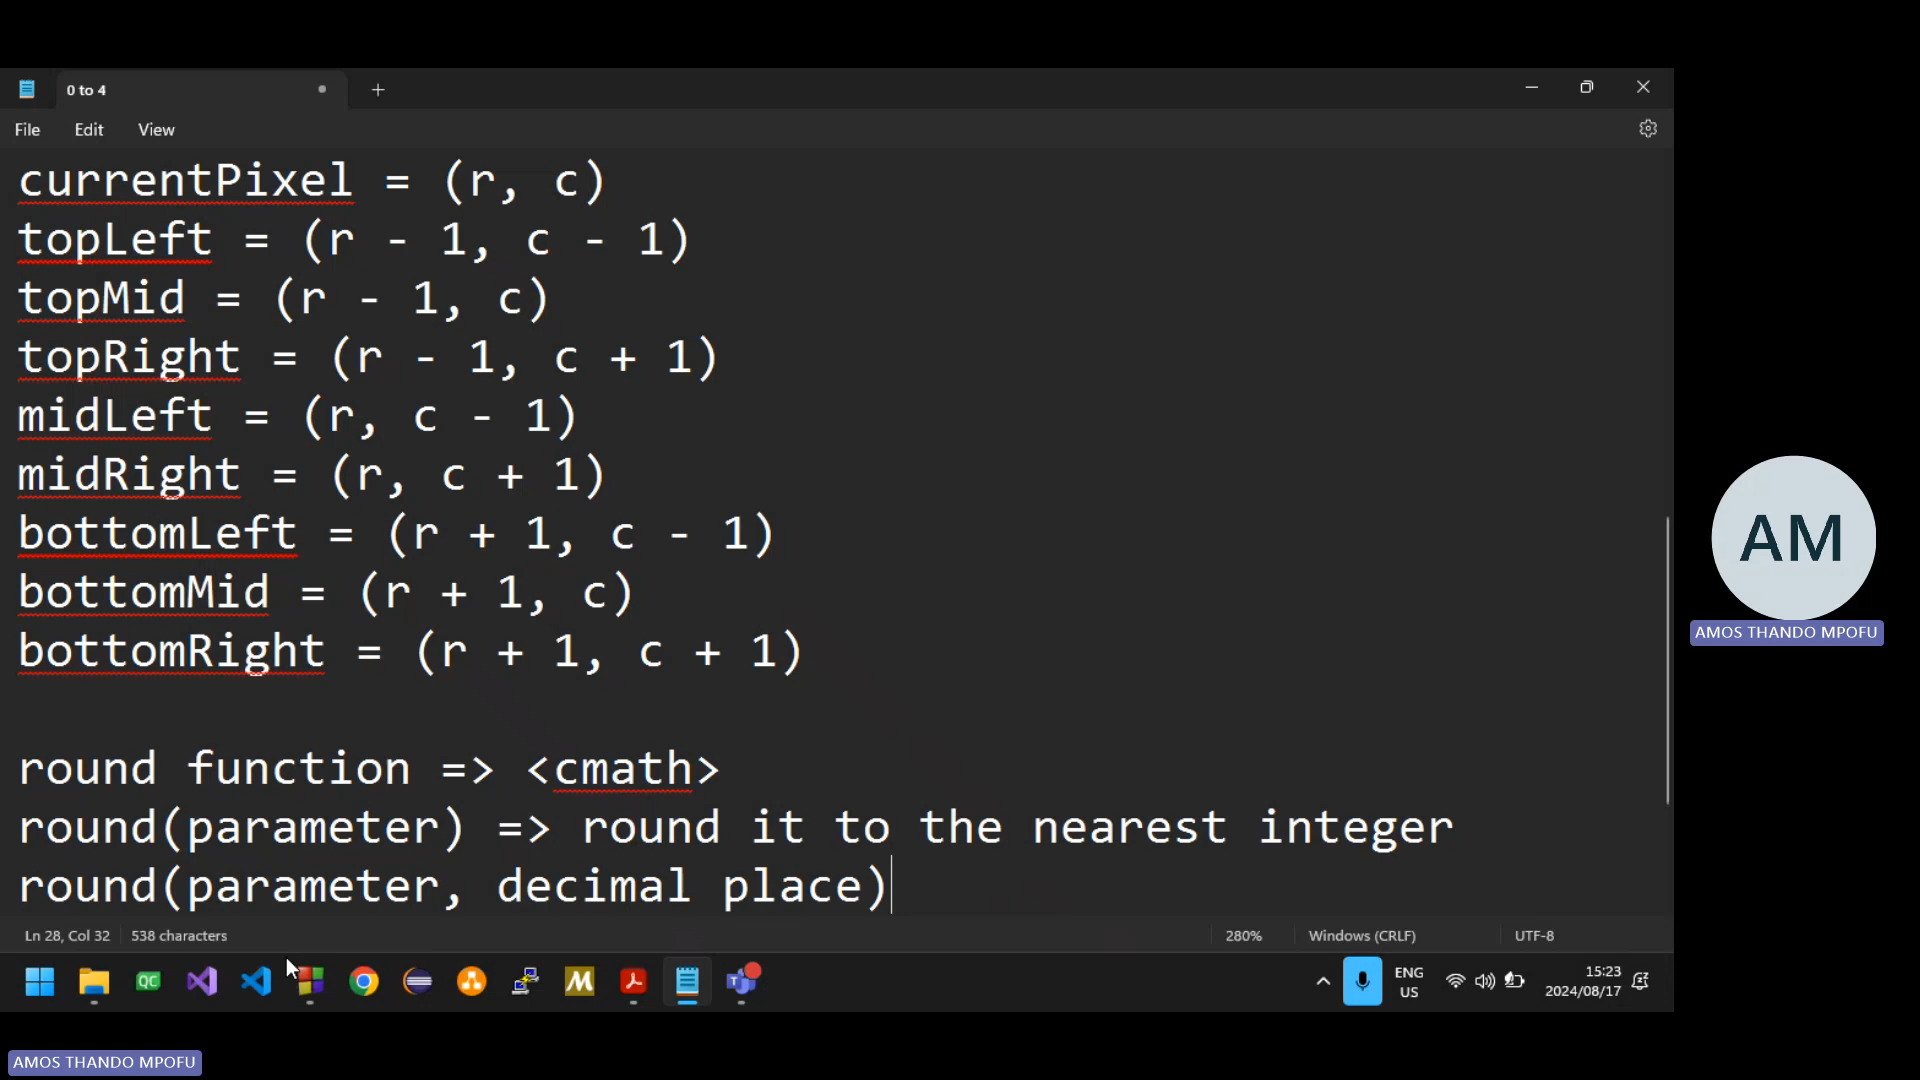 0 to 4
File Edit View
currentPixel = (r, c)
topLeft = (r - 1, c - 1)
topMid = (r - 1, c)
topRight = (r - 1, c + 1)
midLeft = (r, c - 1)
midRight = (r, c + 1)
bottomLeft = (r + 1, c - 1)
bottomMid = (r + 1, c)
bottomRight = (r + 1, c + 1)
round function => <cmath>
round(parameter) => round it to the nearest integer
round(parameter, decimal place)
Ln 28, Col 32 538 characters 280% Windows (CRLF) UTF-8
QC M
ENG
US
15:23
2024/08/17
AM
AMOS THANDO MPOFU
AMOS THANDO MPOFU